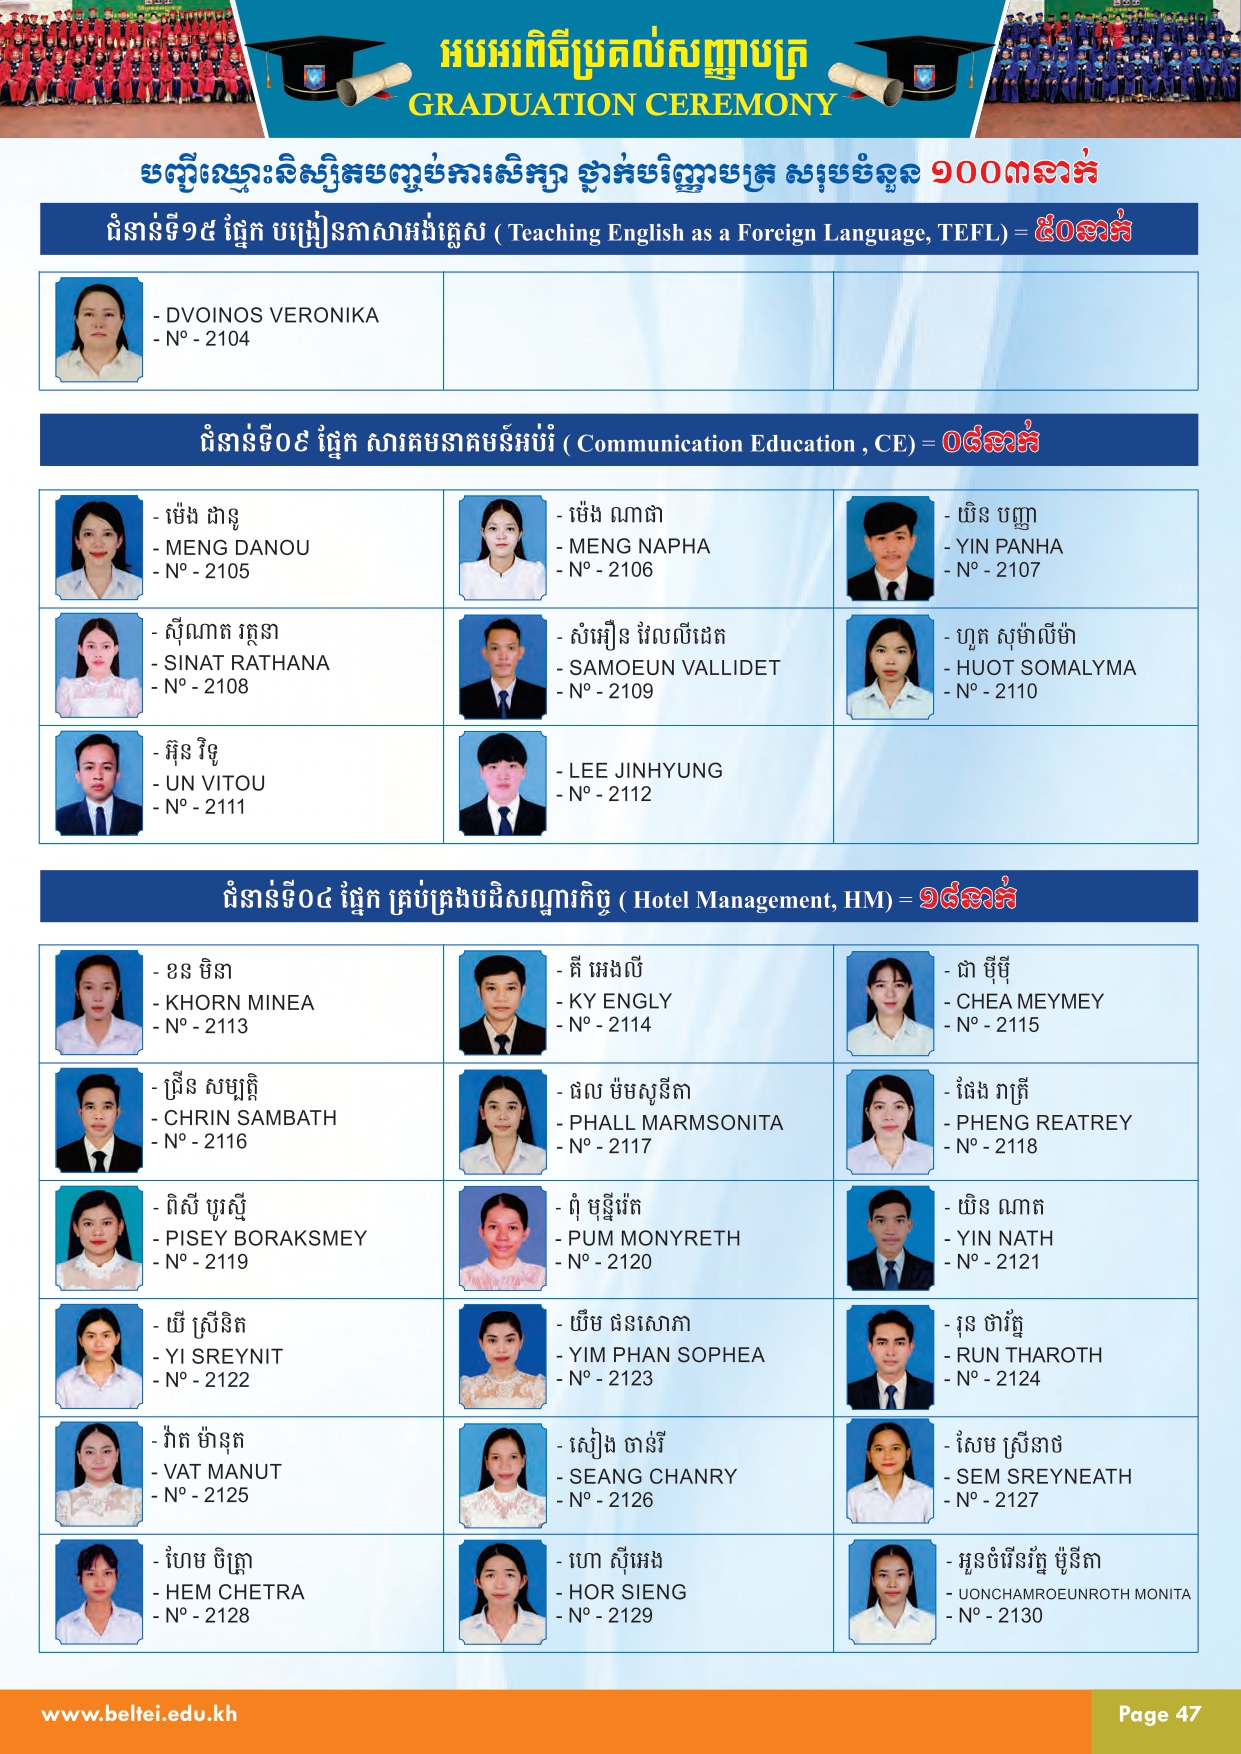 អបអរពិធីប្រគល់សញ្ញាបត្រ
GRADUATION CEREMONY
បញ្ជីឈ្មោះនិស្សិតបញ្ចប់ការសិក្សា ថ្នាក់បរិញ្ញាបត្រ សរុបចំនួន ១០០៣នាក់
ជំនាន់ទី១៥ ផ្នែក បង្រៀនភាសាអង់គ្លេស ( Teaching English as a Foreign Language, TEFL) = ៥០នាក់
- DVOINOS VERONIKA
- Nº - 2104
ជំនាន់ទី០៩ ផ្នែក សារគមនាគមន៍អប់រំ ( Communication Education , CE) = ០៨នាក់
- ម៉េង ដានូ
- MENG DANOU
- Nº - 2105
- ម៉េង ណាផា
- MENG NAPHA
- Nº - 2106
- យិន បញ្ញា
- YIN PANHA
- Nº - 2107
- ស៊ីណាត រត្ថនា
- SINAT RATHANA
- Nº - 2108
- សំអឿន វែលលីដេត
- SAMOEUN VALLIDET
- Nº - 2109
- ហួត សុម៉ាលីម៉ា
- HUOT SOMALYMA
- Nº - 2110
- អ៊ុន វិទូ
- UN VITOU
- Nº - 2111
- LEE JINHYUNG
- Nº - 2112
ជំនាន់ទី០៤ ផ្នែក គ្រប់គ្រងបដិសណ្ឋារកិច្ច ( Hotel Management, HM) = ១៨នាក់
- ខន មិនា
- KHORN MINEA
- Nº - 2113
- គី អេងលី
- KY ENGLY
- Nº - 2114
- ជា ម៉ីម៉ី
- CHEA MEYMEY
- Nº - 2115
- ជ្រីន សម្បត្តិ
- CHRIN SAMBATH
- Nº - 2116
- ផល ម៉មសូនីតា
- PHALL MARMSONITA
- Nº - 2117
- ផែង រាត្រី
- PHENG REATREY
- Nº - 2118
- ពិសី បូរស្មី
- PISEY BORAKSMEY
- Nº - 2119
- ពុំ មុន្នីរ៉េត
- PUM MONYRETH
- Nº - 2120
- យិន ណាត
- YIN NATH
- Nº - 2121
- យី ស្រីនិត
- YI SREYNIT
- Nº - 2122
- យឹម ផនសោភា
- YIM PHAN SOPHEA
- Nº - 2123
- រុន ថារ័ត្ន
- RUN THAROTH
- Nº - 2124
- វ៉ាត ម៉ានុត
- VAT MANUT
- Nº - 2125
- សៀង ចាន់រី
- SEANG CHANRY
- Nº - 2126
- សែម ស្រីនាថ
- SEM SREYNEATH
- Nº - 2127
- ហែម ចិត្រ្តា
- HEM CHETRA
- Nº - 2128
- ហោ ស៊ីអេង
- HOR SIENG
- Nº - 2129
- អួនចំរើនរ័ត្ន ម៉ូនីតា
- UONCHAMROEUNROTH MONITA
- Nº - 2130
www.beltei.edu.kh
Page 47